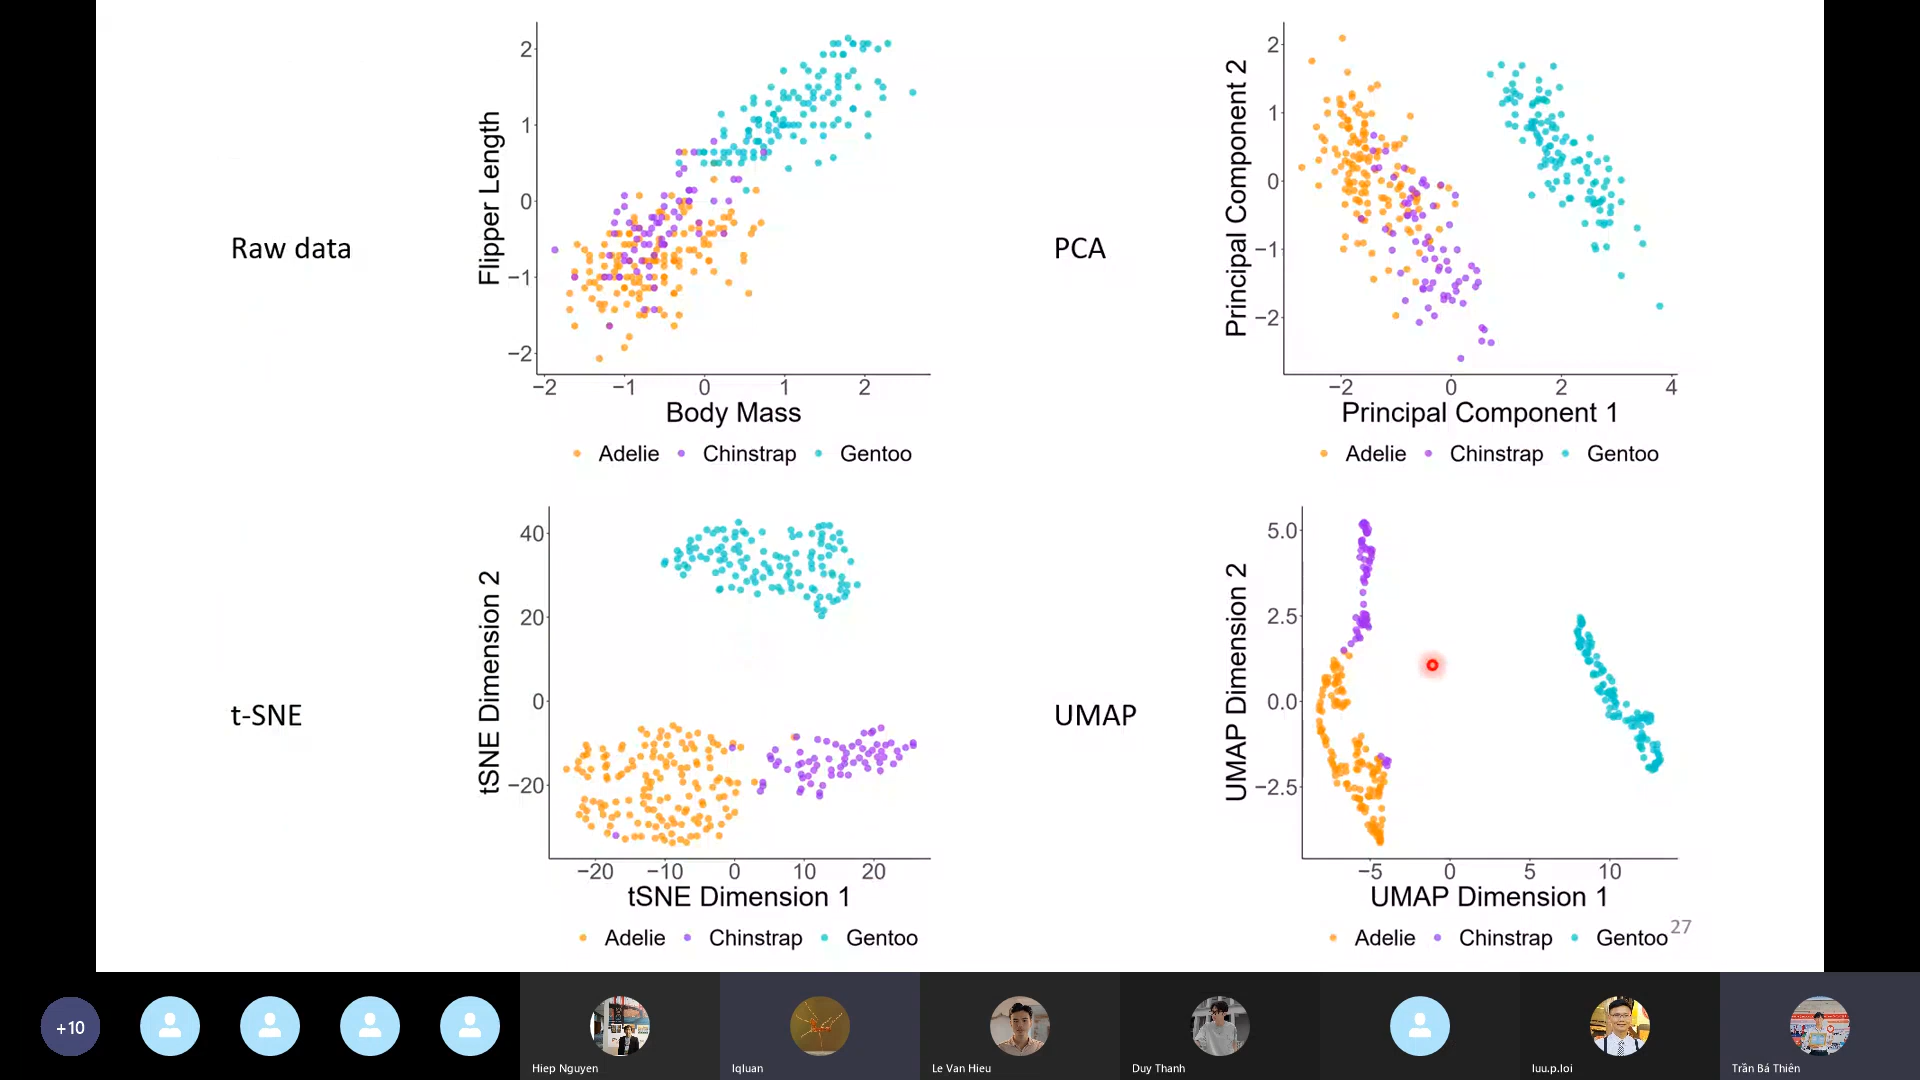 Raw data
Flipper Length
2
1
0
−1
−2
−2 −1 0 1 2
Body Mass
Adelie Chinstrap Gentoo
PCA
Principal Component 2
2
1
0
−1
−2
−2 0 2 4
Principal Component 1
Adelie Chinstrap Gentoo
t-SNE
tSNE Dimension 2
40
20
0
−20
−20 −10 0 10 20
tSNE Dimension 1
Adelie Chinstrap Gentoo
UMAP
UMAP Dimension 2
5.0
2.5
0.0
−2.5
−5 0 5 10
UMAP Dimension 1
Adelie Chinstrap Gentoo
27
+10
Hiep Nguyen
lqluan
Le Van Hieu
Duy Thanh
luu.p.loi
Trần Bá Thiên